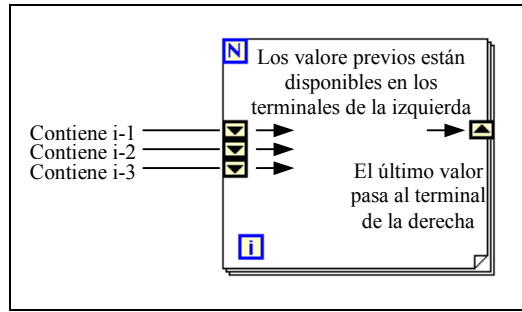 N
Los valore previos están
disponibles en los
terminales de la izquierda
Contiene i-1
Contiene i-2
Contiene i-3
El último valor
pasa al terminal
de la derecha
i